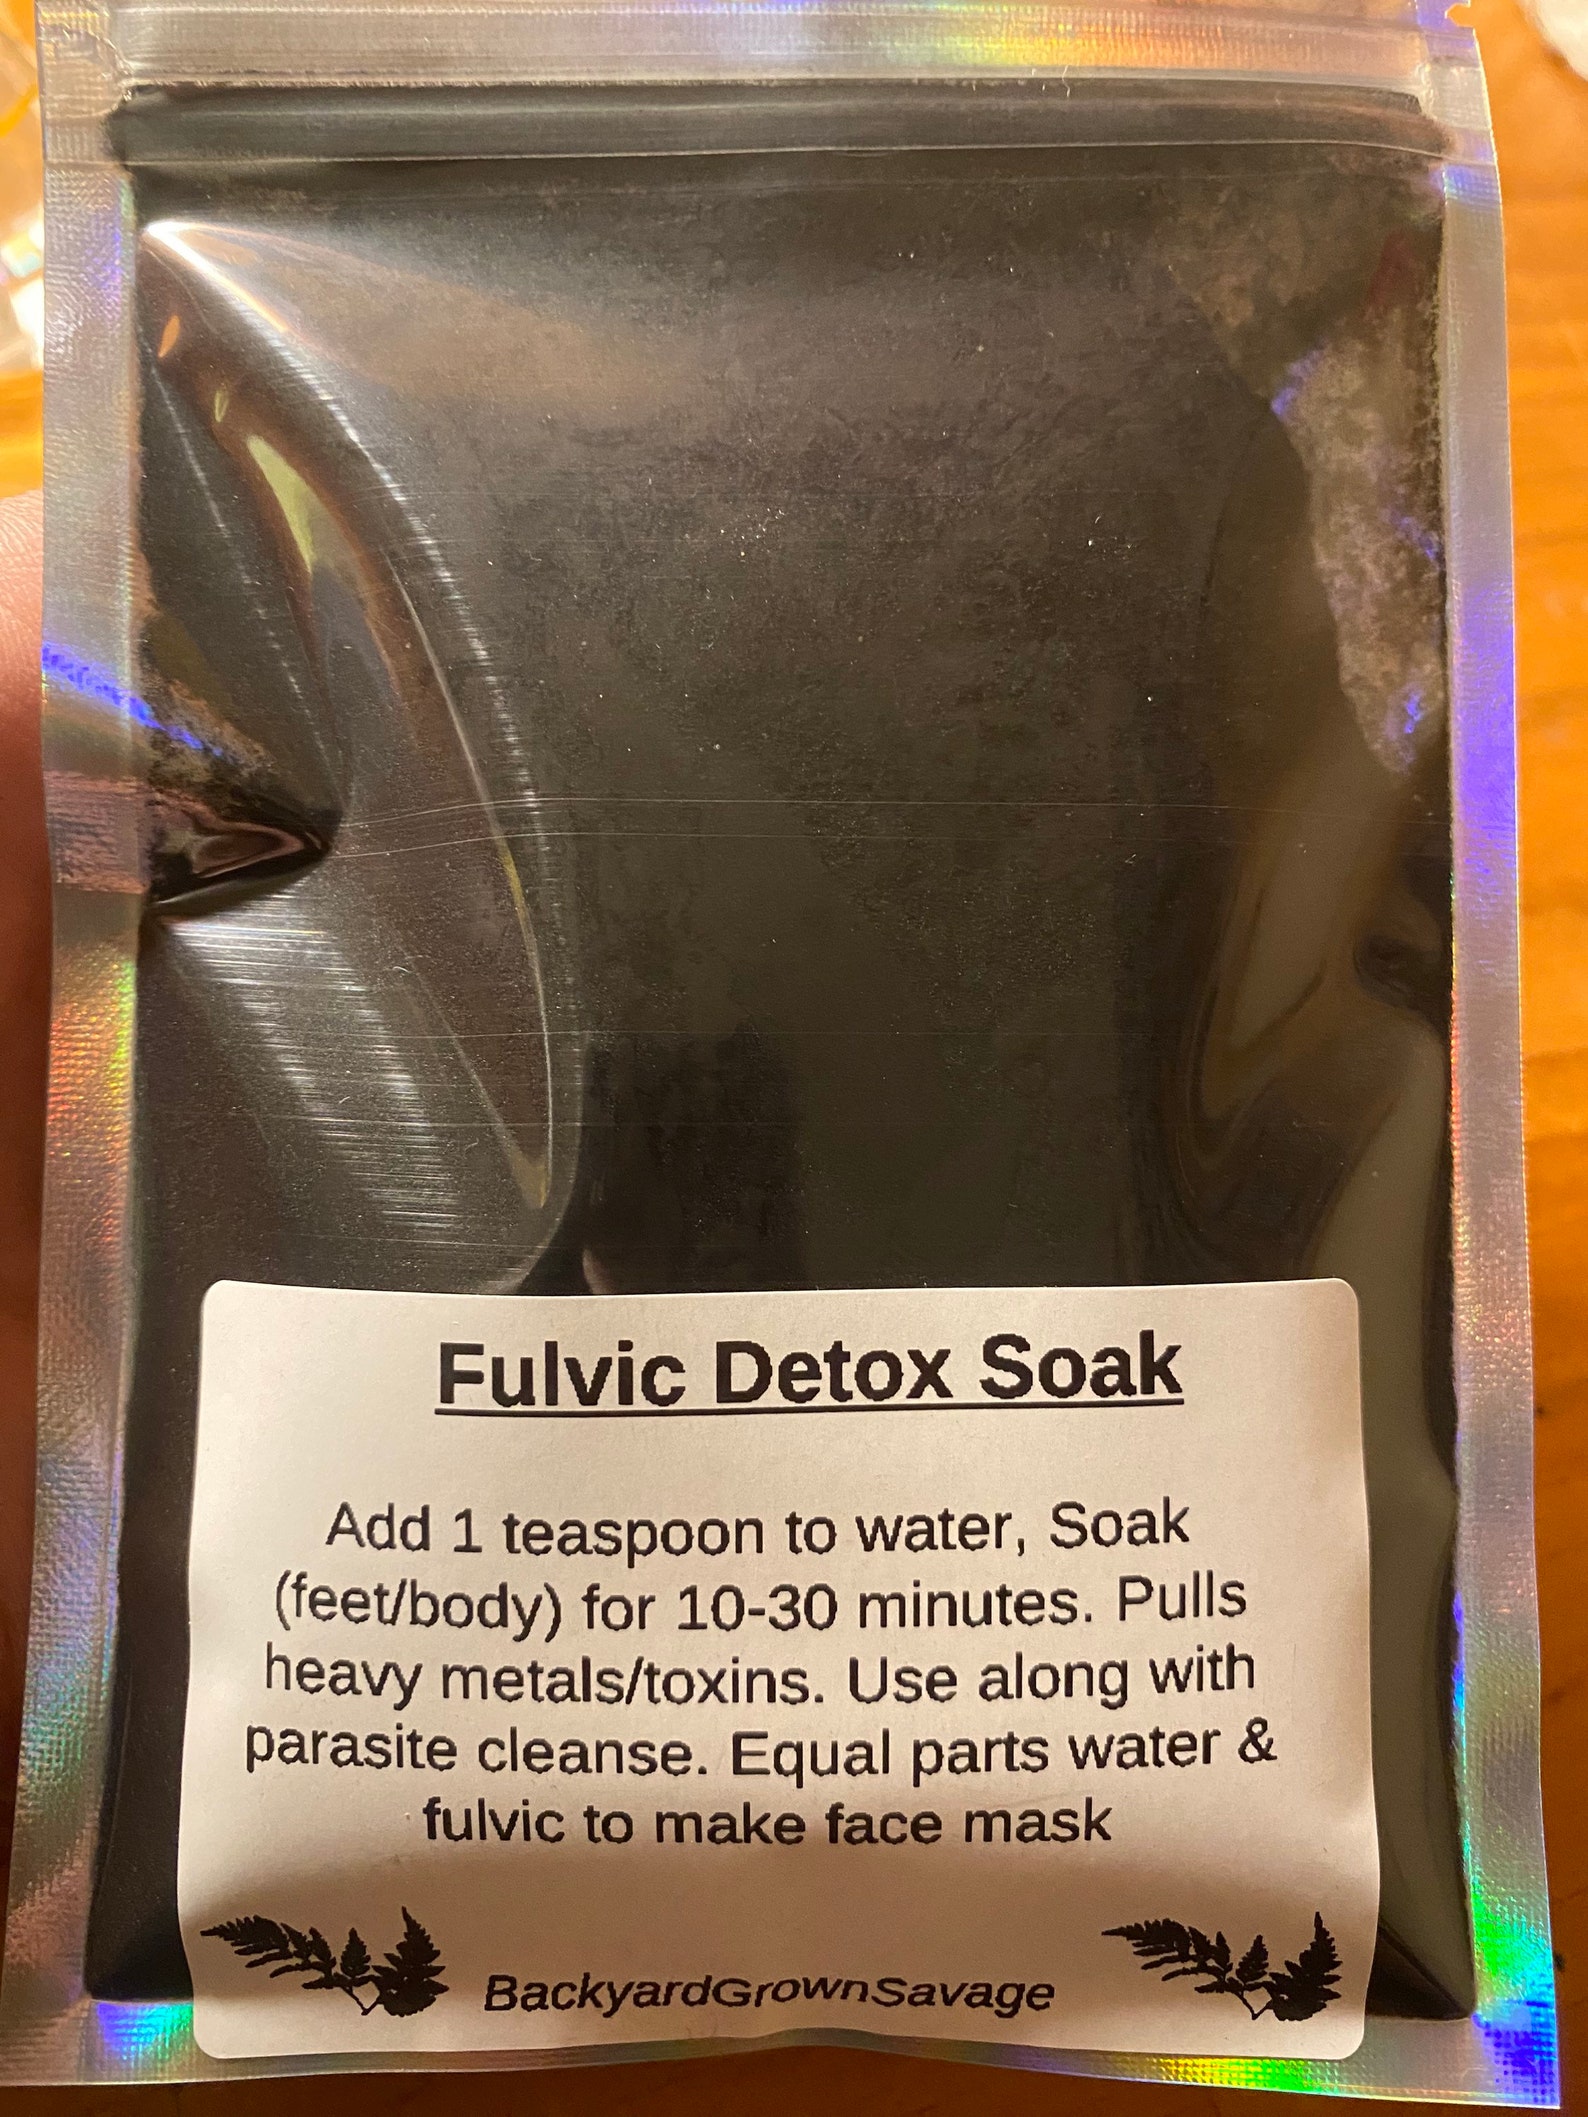 Fulvic Detox Soak
Add 1 teaspoon to water, Soak
(feet/body) for 10-30 minutes. Pulls
heavy metals/toxins. Use along with
parasite cleanse. Equal parts water &
fulvic to make face mask
BackyardGrownSavage